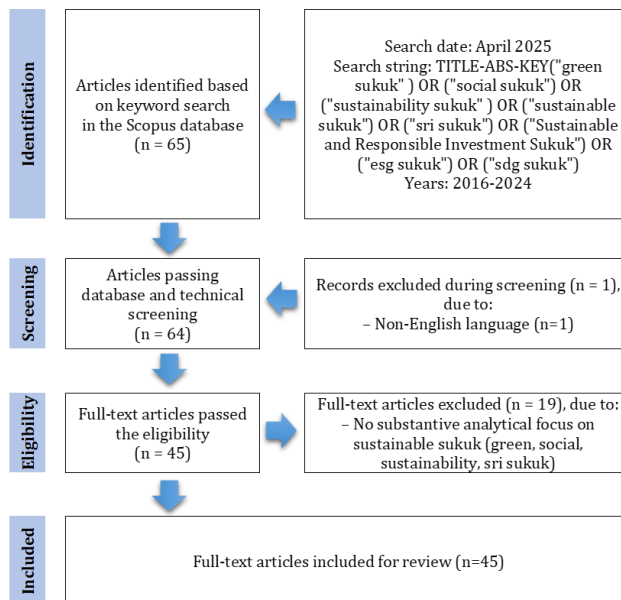 Identification
Articles identified based
on keyword search
in the Scopus database
(n = 65)
Search date: April 2025
Search string: TITLE-ABS-KEY("green
sukuk" ) OR ("social sukuk") OR
("sustainability sukuk" ) OR ("sustainable
sukuk") OR ("sri sukuk") OR ("Sustainable
and Responsible Investment Sukuk") OR
("esg sukuk") OR ("sdg sukuk")
Years: 2016-2024
Screening
Articles passing
database and technical
screening
(n = 64)
Records excluded during screening (n = 1),
due to:
– Non-English language (n=1)
Eligibility
Full-text articles passed
the eligibility
(n = 45)
Full-text articles excluded (n = 19), due to:
– No substantive analytical focus on
sustainable sukuk (green, social,
sustainability, sri sukuk)
Included
Full-text articles included for review (n=45)